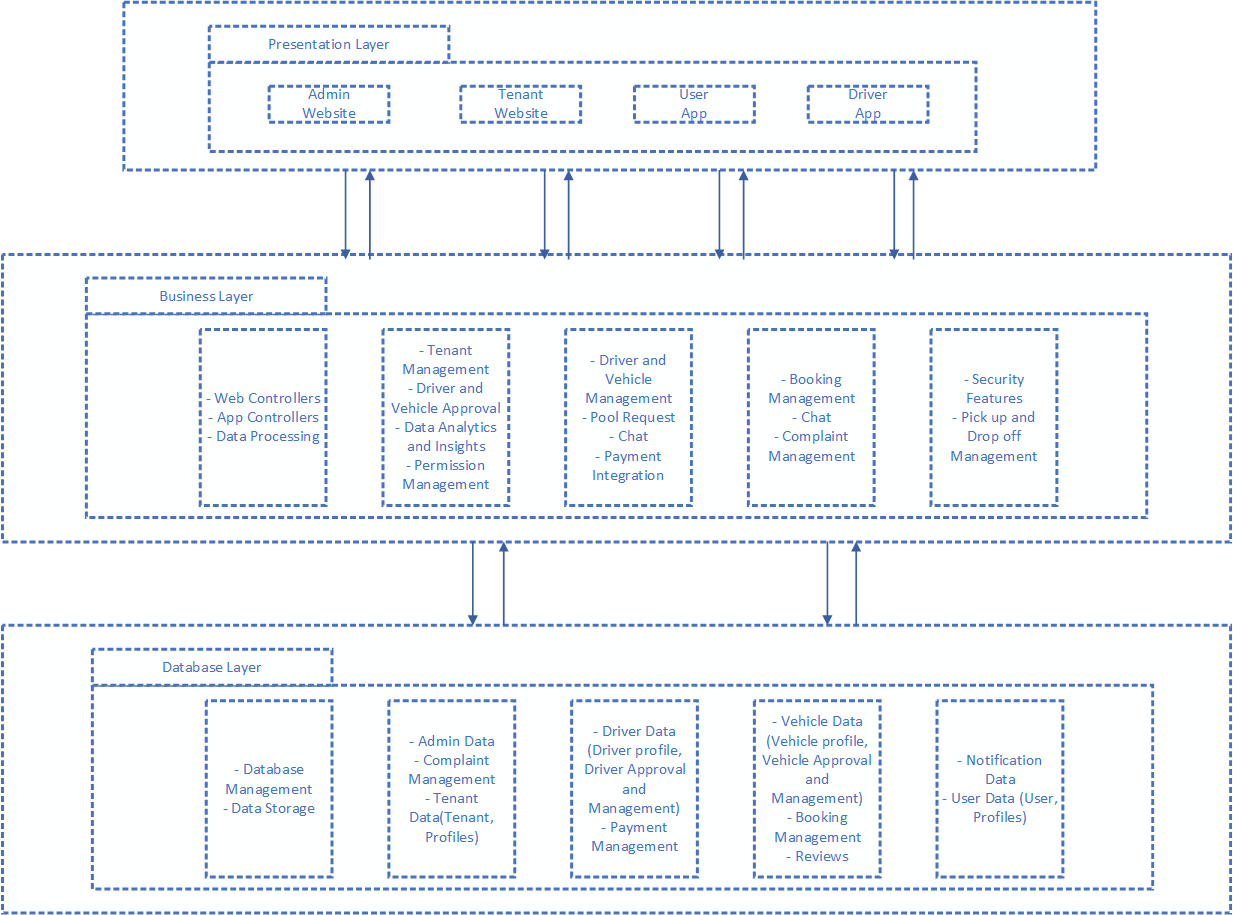 Presentation Layer
Admin
Website
Tenant
Website
User
App
Driver
App
Business Layer
- Web Controllers
- App Controllers
- Data Processing
- Tenant
Management
- Driver and
Vehicle Approval
- Data Analytics
and Insights
- Permission
Management
- Driver and
Vehicle
Management
- Pool Request
- Chat
- Payment
Integration
- Booking
Management
- Chat
- Complaint
Management
- Security
Features
- Pick up and
Drop off
Management
Database Layer
- Database
Management
- Data Storage
- Admin Data
- Complaint
Management
- Tenant
Data(Tenant,
Profiles)
- Driver Data
(Driver profile,
Driver Approval
and
Management)
- Payment
Management
- Vehicle Data
(Vehicle profile,
Vehicle Approval
and
Management)
- Booking
Management
- Reviews
- Notification
Data
- User Data (User,
Profiles)